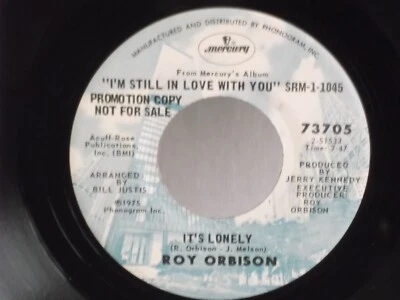 MANUFACTURED AND DISTRIBUTED BY PHONOGRAM, INC.
mercury
From Mercury's Album
"I'M STILL IN LOVE WITH YOU" SRM-1-1045
PROMOTION COPY
NOT FOR SALE
73705
2-51533
Time: 2:47
Acuff-Rose
Publications,
Inc. (BMI)
PRODUCED
BY
JERRY KENNEDY
EXECUTIVE
PRODUCER
ROY
ORBISON
ARRANGED
BY
BILL JUSTIS
℗1975
Phonogram Inc.
IT'S LONELY
(R. Orbison - J. Melson)
ROY ORBISON